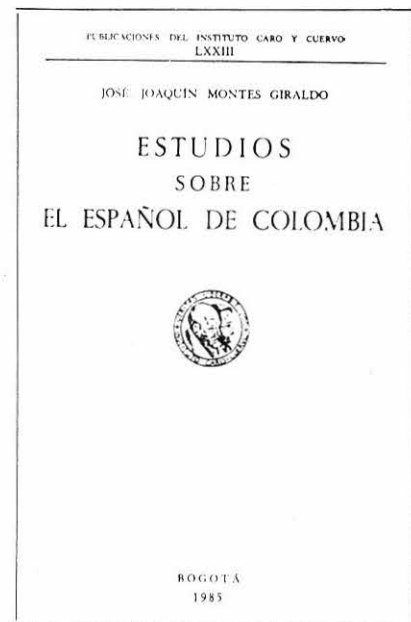 PUBLICACIONES DEL INSTITUTO CARO Y CUERVO
LXXIII
JOSÉ JOAQUÍN MONTES GIRALDO
ESTUDIOS
SOBRE
EL ESPAÑOL DE COLOMBIA
BOGOTÁ
1985